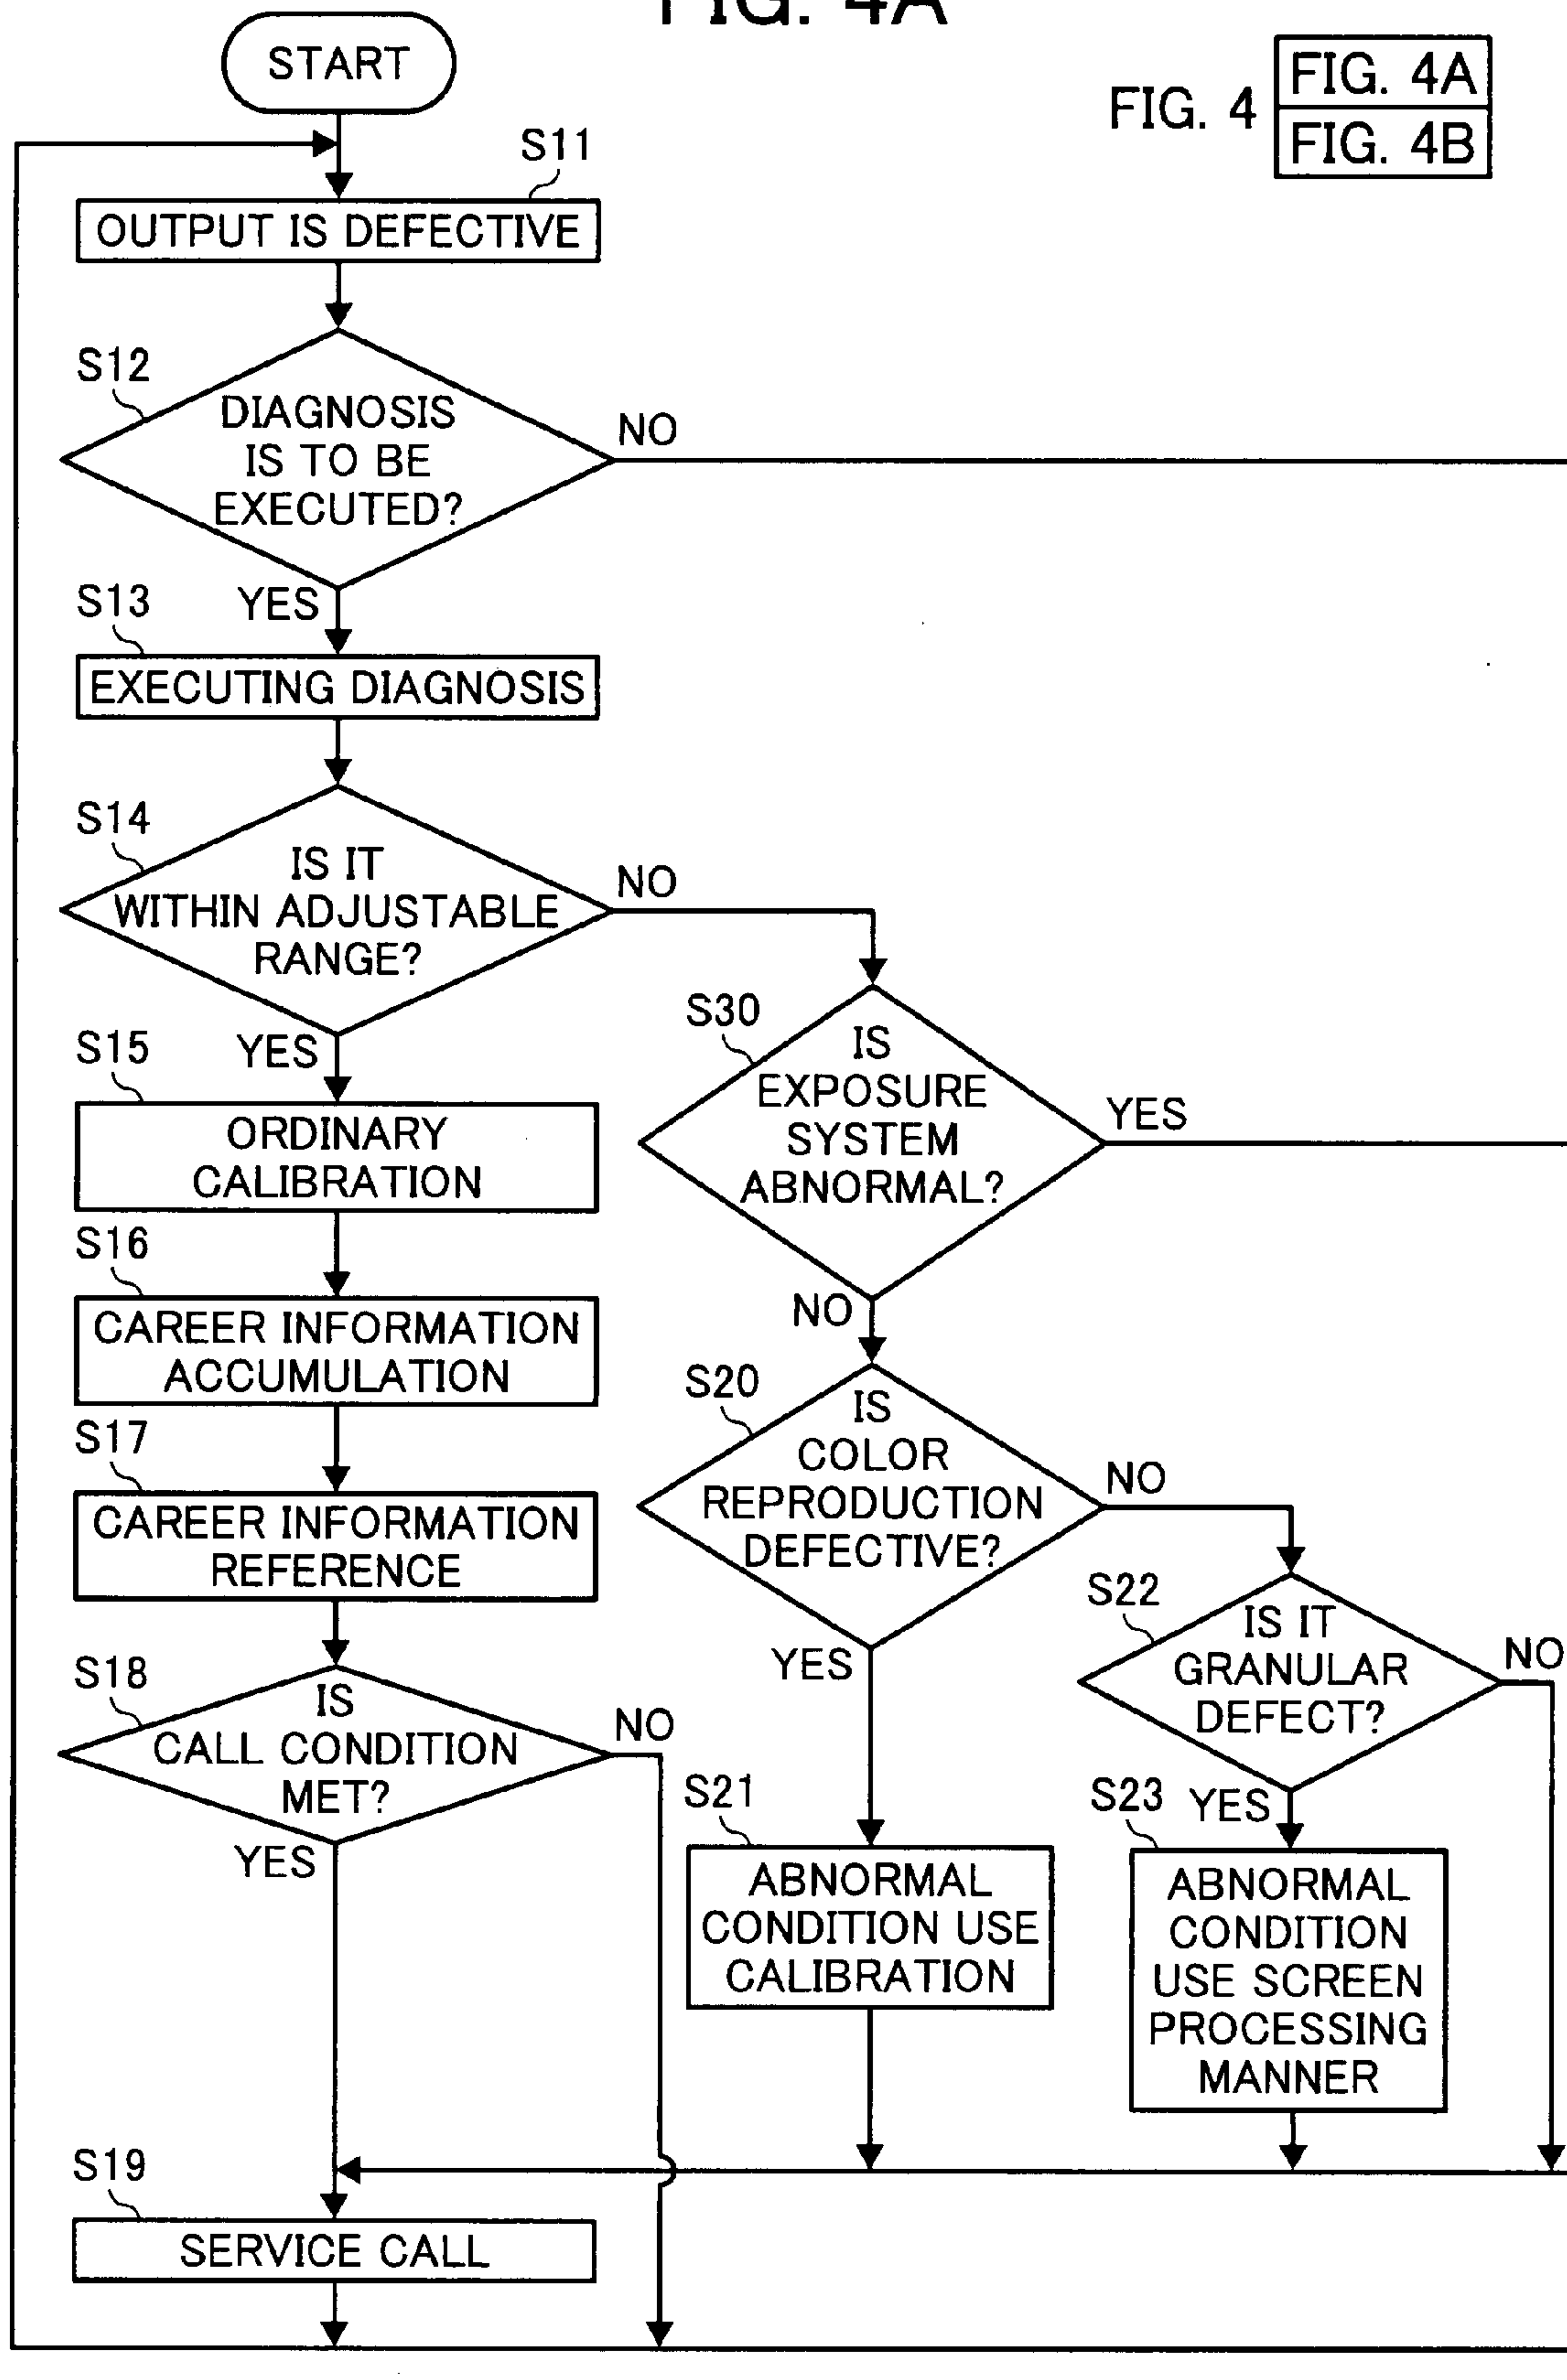 FIG. 4A
FIG. 4
FIG. 4A
FIG. 4B
START
S11
OUTPUT IS DEFECTIVE
S12
DIAGNOSIS
IS TO BE
EXECUTED?
NO
YES
S13
EXECUTING DIAGNOSIS
S14
IS IT
WITHIN ADJUSTABLE
RANGE?
NO
YES
S15
ORDINARY
CALIBRATION
S16
CAREER INFORMATION
ACCUMULATION
S17
CAREER INFORMATION
REFERENCE
S18
IS
CALL CONDITION
MET?
NO
YES
S19
SERVICE CALL
S30
IS
EXPOSURE
SYSTEM
ABNORMAL?
YES
NO
S20
IS
COLOR
REPRODUCTION
DEFECTIVE?
NO
YES
S21
ABNORMAL
CONDITION USE
CALIBRATION
S22
IS IT
GRANULAR
DEFECT?
NO
YES
S23
ABNORMAL
CONDITION
USE SCREEN
PROCESSING
MANNER